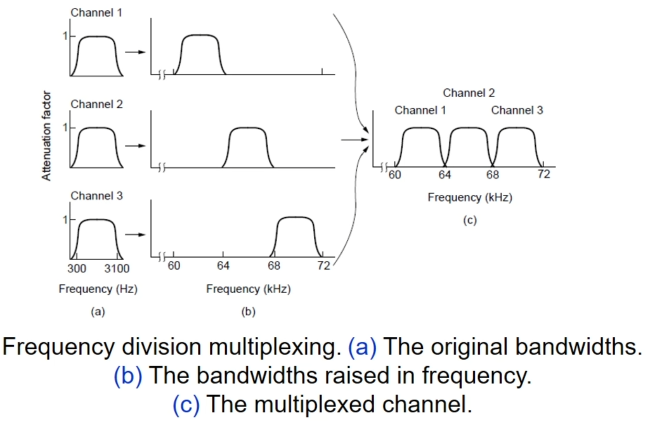 Channel 1
1
Channel 2
1
Attenuation factor
Channel 3
1
300 3100
Frequency (Hz)
(a)
60 64 68 72
Frequency (kHz)
(b)
Channel 2
Channel 1 Channel 3
60 64 68 72
Frequency (kHz)
(c)
Frequency division multiplexing. (a) The original bandwidths.
(b) The bandwidths raised in frequency.
(c) The multiplexed channel.